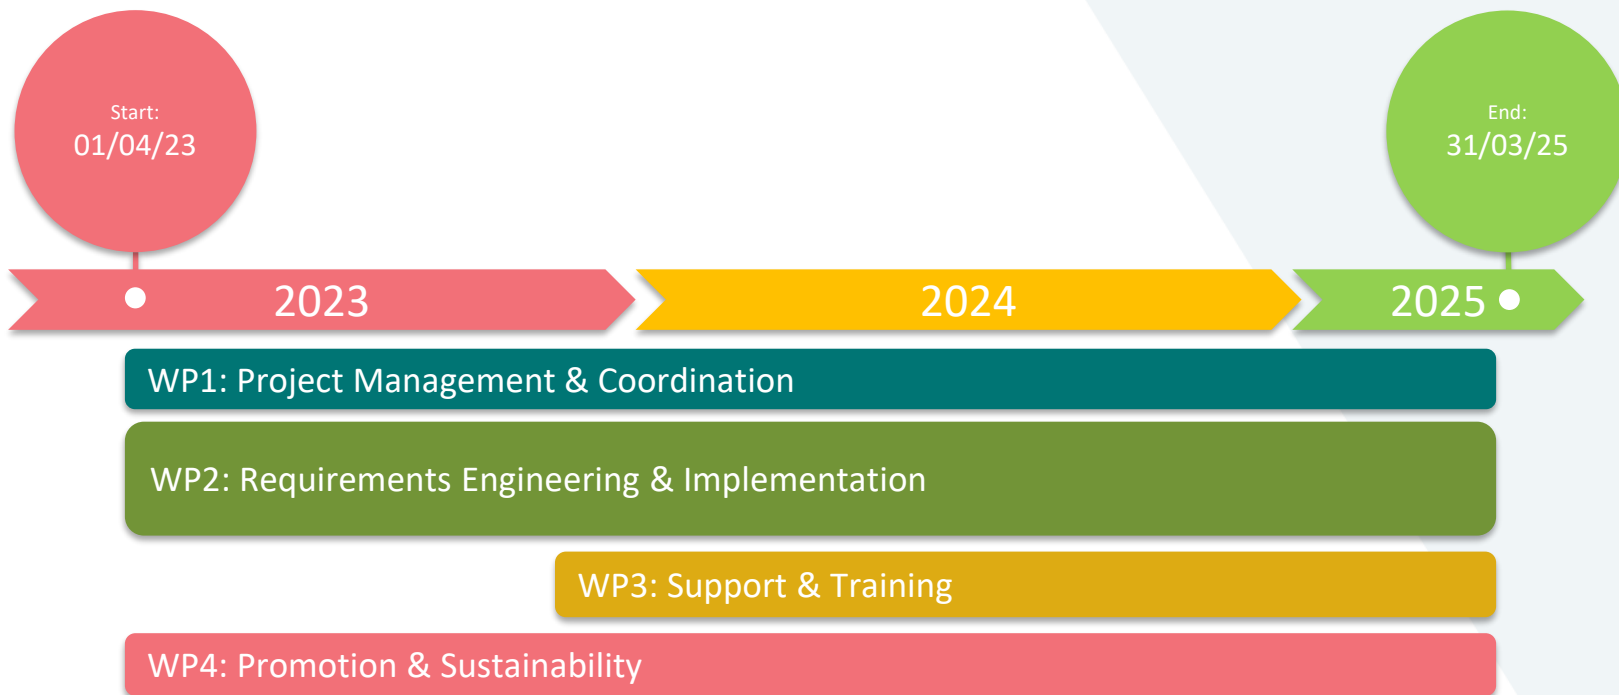 Start:
01/04/23
End:
31/03/25
2023
2024
2025
WP1: Project Management & Coordination
WP2: Requirements Engineering & Implementation
WP3: Support & Training
WP4: Promotion & Sustainability